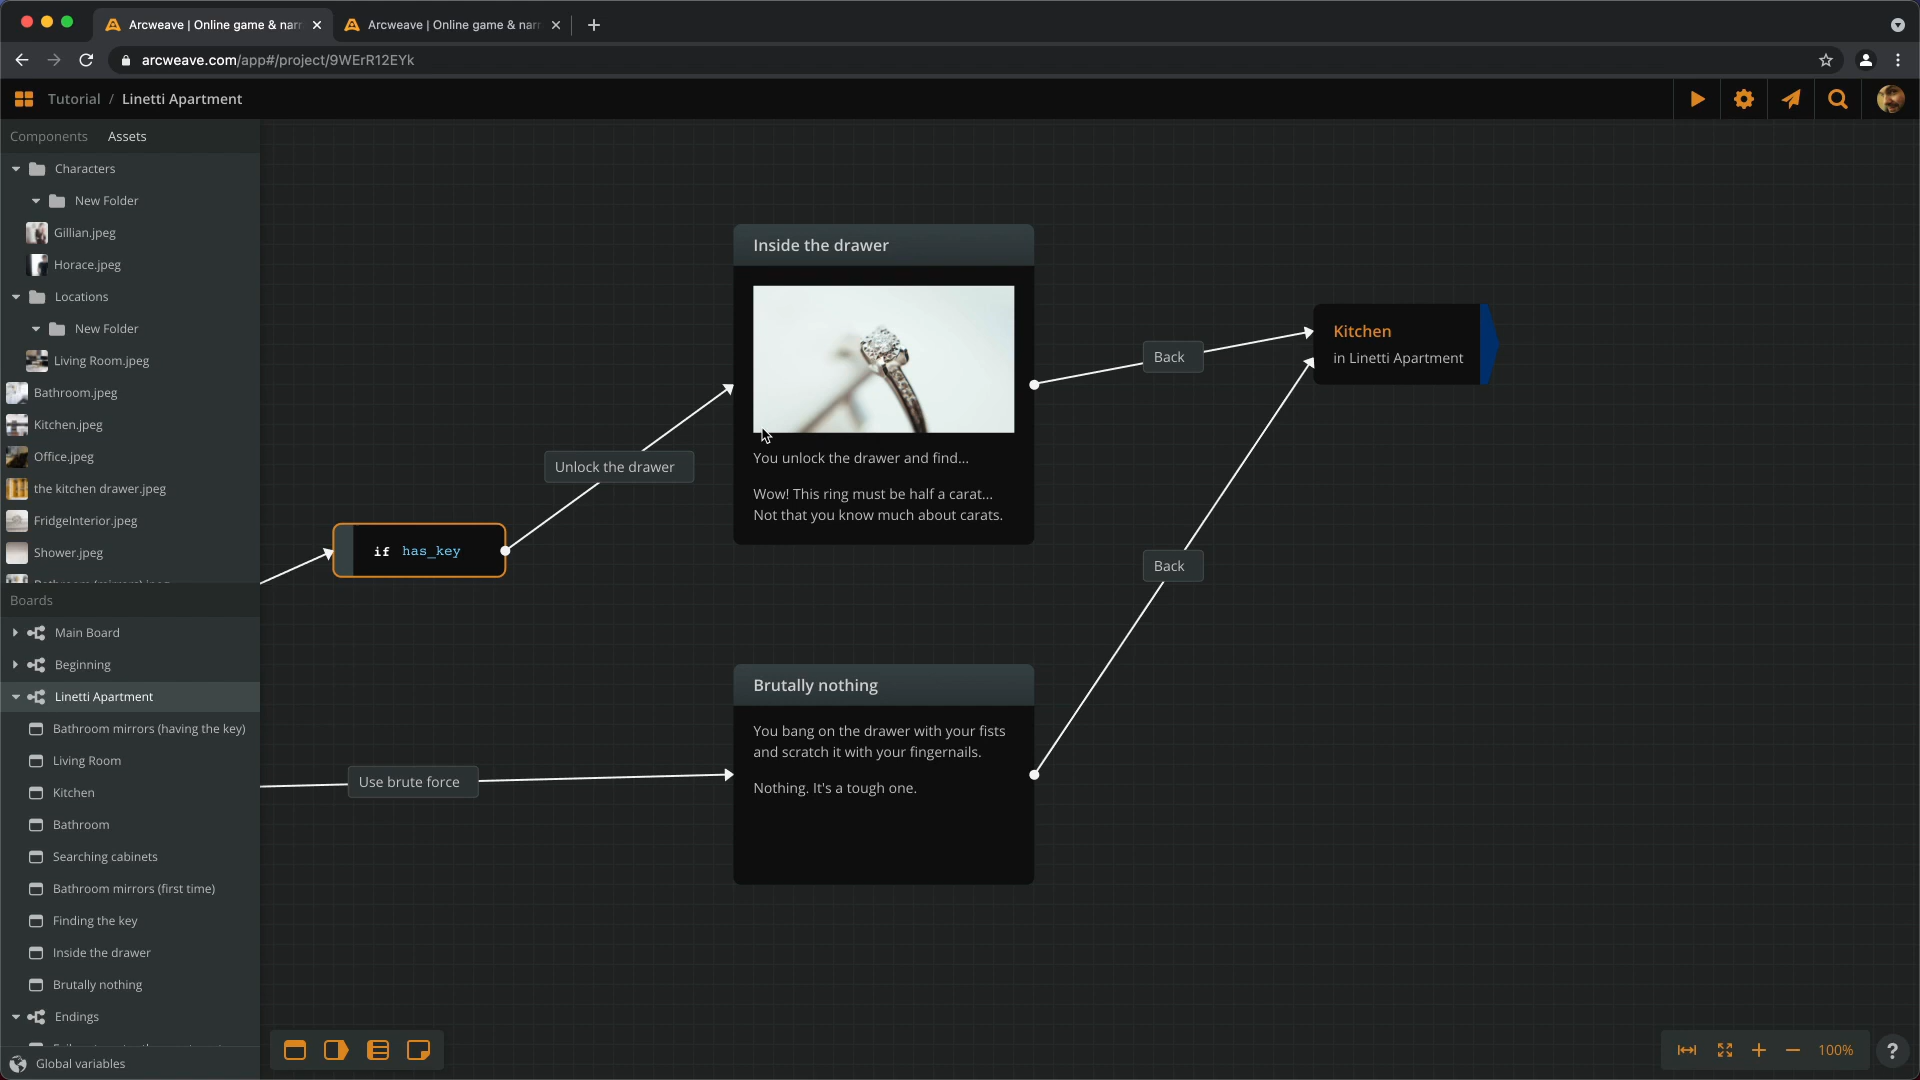 Arcweave | Online game & narr
Arcweave | Online game & narr
arcweave.com/app#/project/9WErR12EYk
Tutorial / Linetti Apartment
Components Assets
Characters
New Folder
Gillian.jpeg
Horace.jpeg
Locations
New Folder
Living Room.jpeg
Bathroom.jpeg
Kitchen.jpeg
Office.jpeg
the kitchen drawer.jpeg
FridgeInterior.jpeg
Shower.jpeg
Boards
Main Board
Beginning
Linetti Apartment
Bathroom mirrors (having the key)
Living Room
Kitchen
Bathroom
Searching cabinets
Bathroom mirrors (first time)
Finding the key
Inside the drawer
Brutally nothing
Endings
Global variables
if has_key
Unlock the drawer
Use brute force
Inside the drawer
You unlock the drawer and find...
Wow! This ring must be half a carat...
Not that you know much about carats.
Brutally nothing
You bang on the drawer with your fists
and scratch it with your fingernails.
Nothing. It's a tough one.
Back
Back
Kitchen
in Linetti Apartment
100%
?